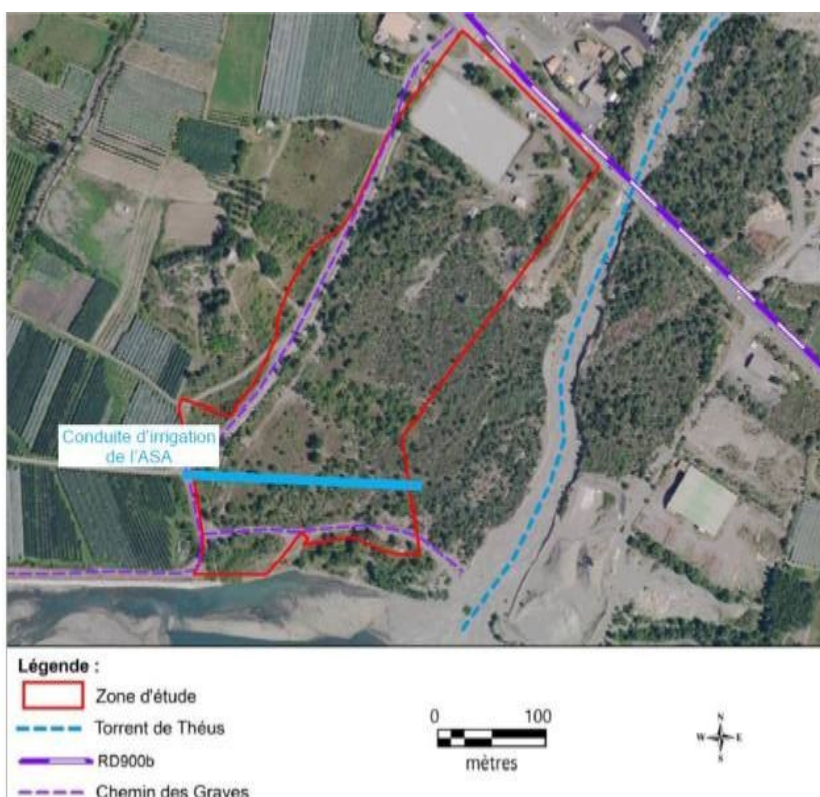 Conduite d'irrigation
de l'ASA
Légende :
Zone d'étude
Torrent de Théus
RD900b
Chemin des Graves
0 100
mètres
N
W E
S